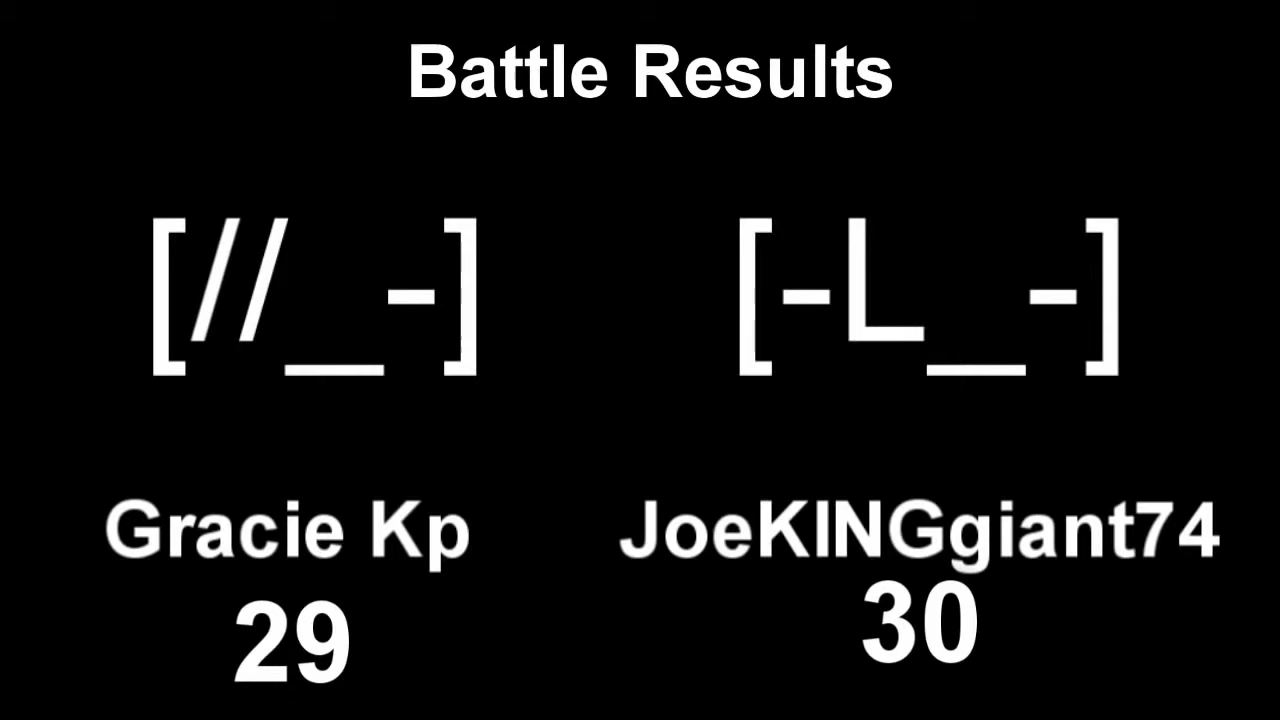 Battle Results
[//_-] [-L_-]
Gracie Kp JoeKINGgiant74
29 30